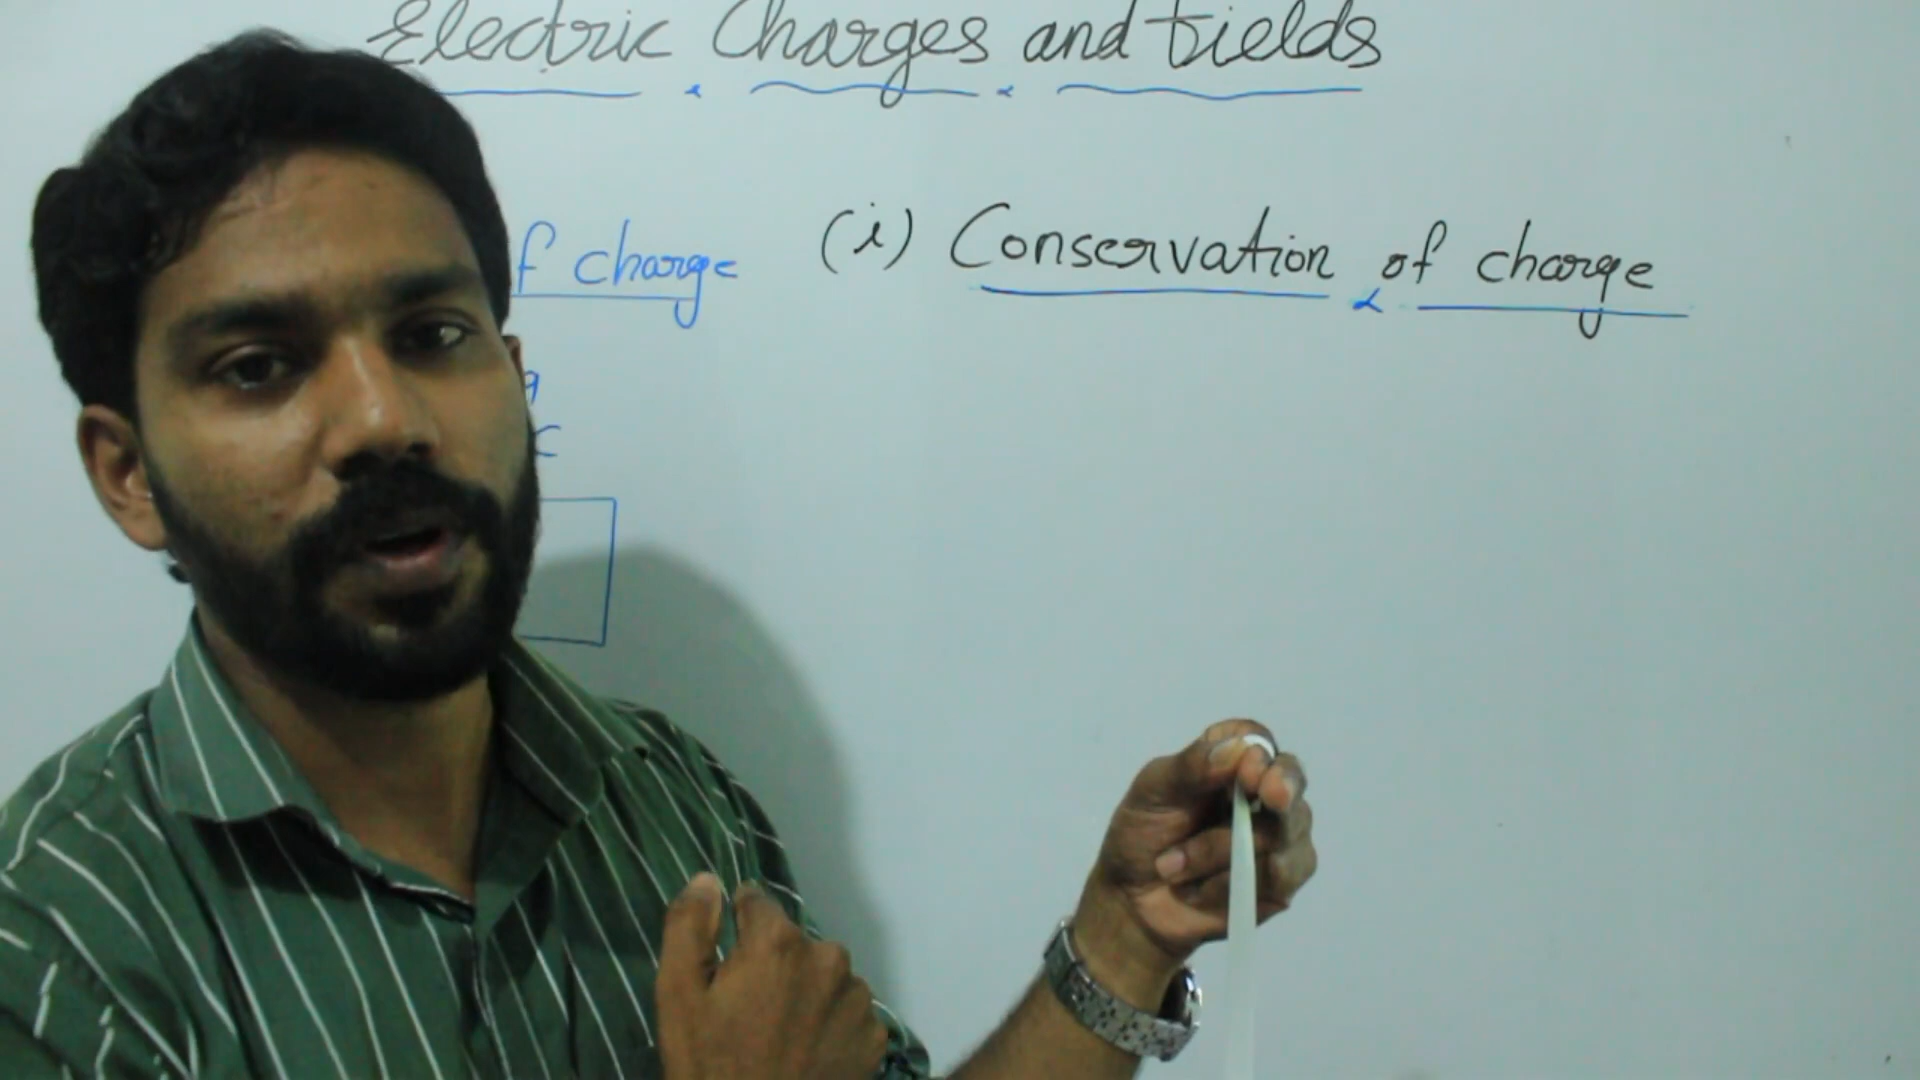 Electric Charges and Fields
f charge
(i) Conservation of charge
q
C